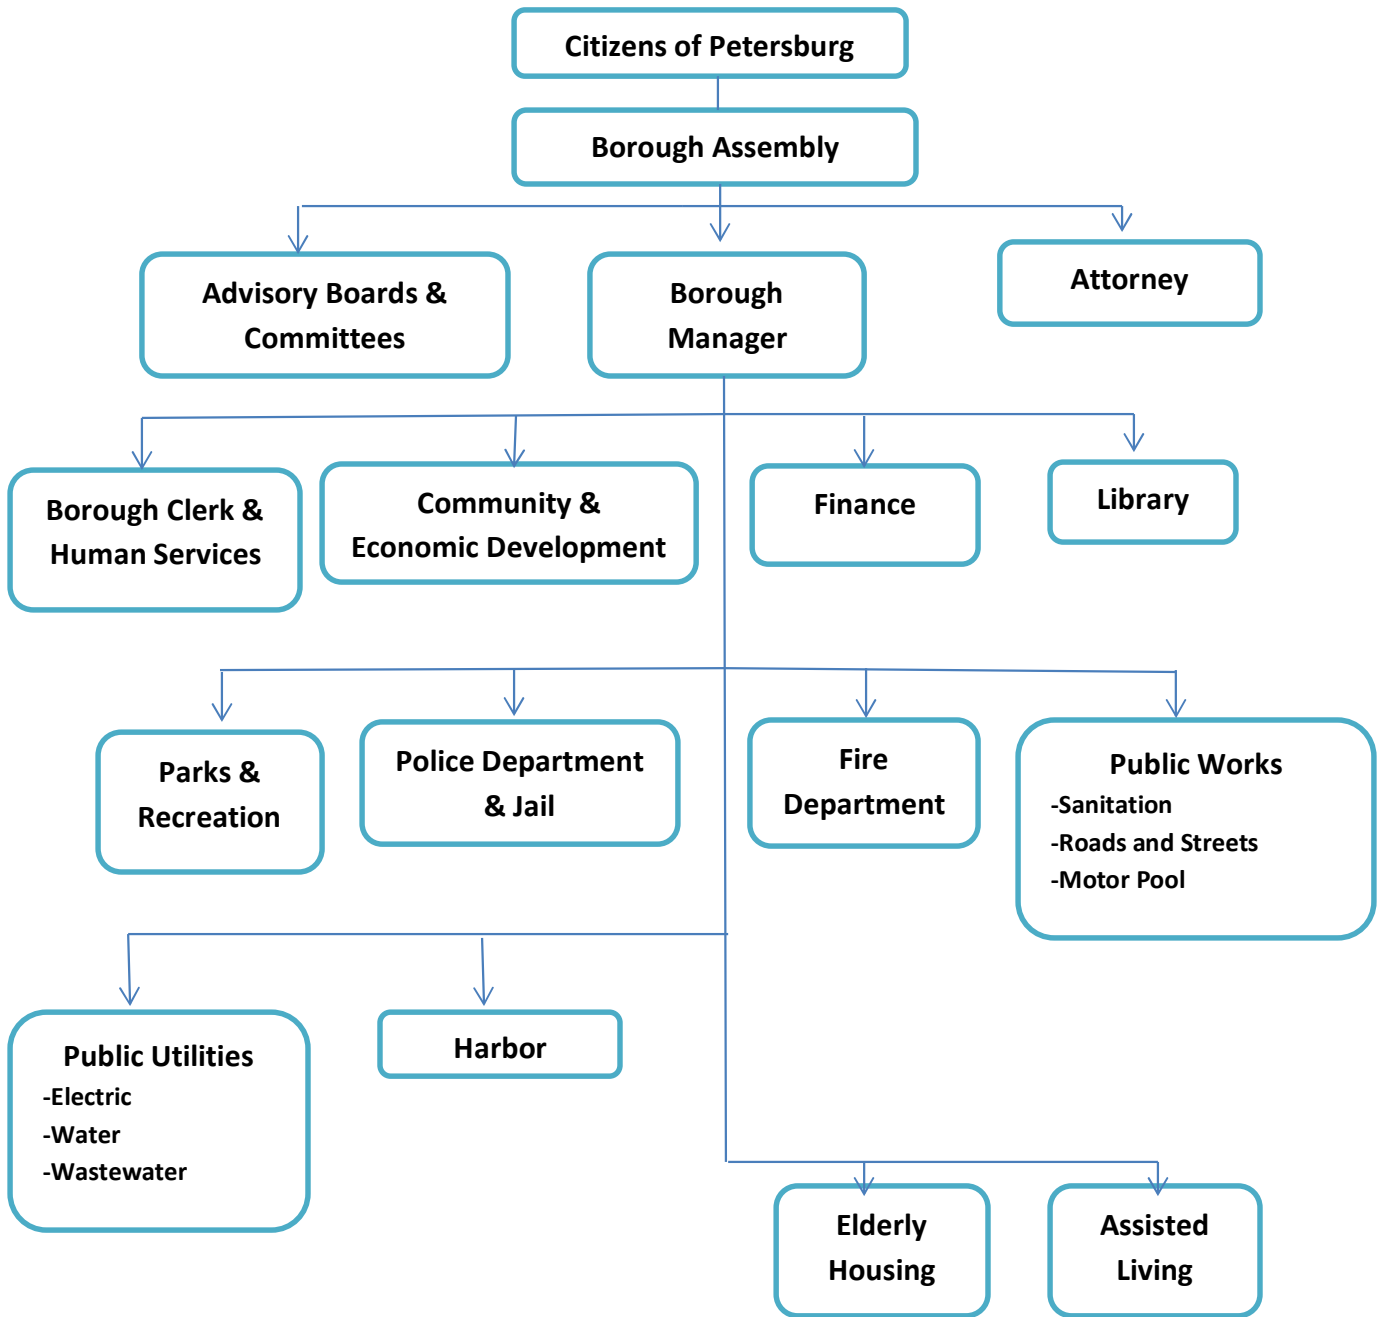 Citizens of Petersburg
Borough Assembly
Advisory Boards &
Committees
Borough
Manager
Attorney
Borough Clerk &
Human Services
Community &
Economic Development
Finance
Library
Parks &
Recreation
Police Department
& Jail
Fire
Department
Public Works
-Sanitation
-Roads and Streets
-Motor Pool
Public Utilities
-Electric
-Water
-Wastewater
Harbor
Elderly
Housing
Assisted
Living